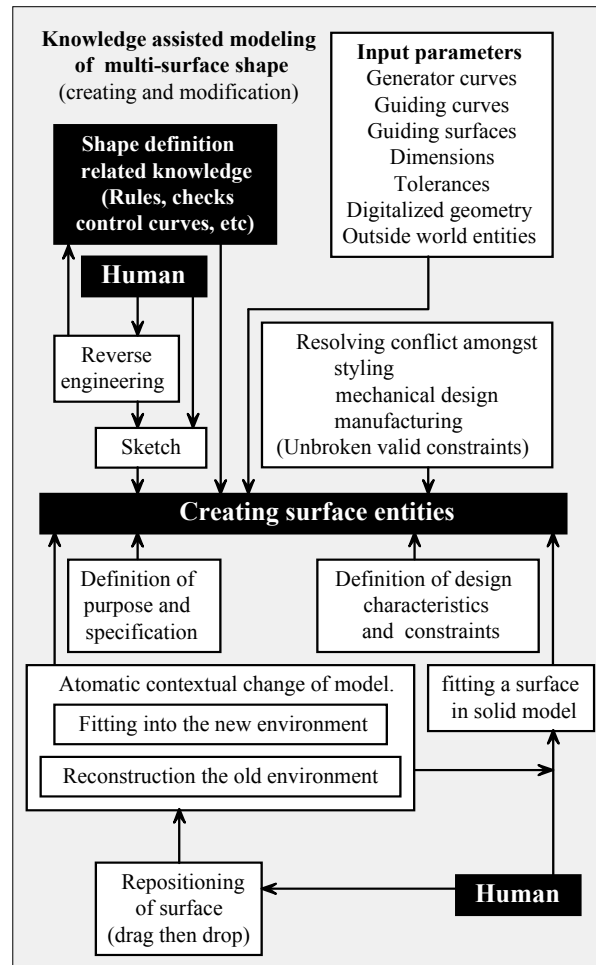 Knowledge assisted modeling
of multi-surface shape
(creating and modification)
Input parameters
Generator curves
Guiding curves
Guiding surfaces
Dimensions
Tolerances
Digitalized geometry
Outside world entities
Shape definition
related knowledge
(Rules, checks
control curves, etc)
Human
Reverse
engineering
Sketch
Resolving conflict amongst
styling
mechanical design
manufacturing
(Unbroken valid constraints)
Creating surface entities
Definition of
purpose and
specification
Definition of design
characteristics
and constraints
Atomatic contextual change of model.
Fitting into the new environment
Reconstruction the old environment
fitting a surface
in solid model
Repositioning
of surface
(drag then drop)
Human